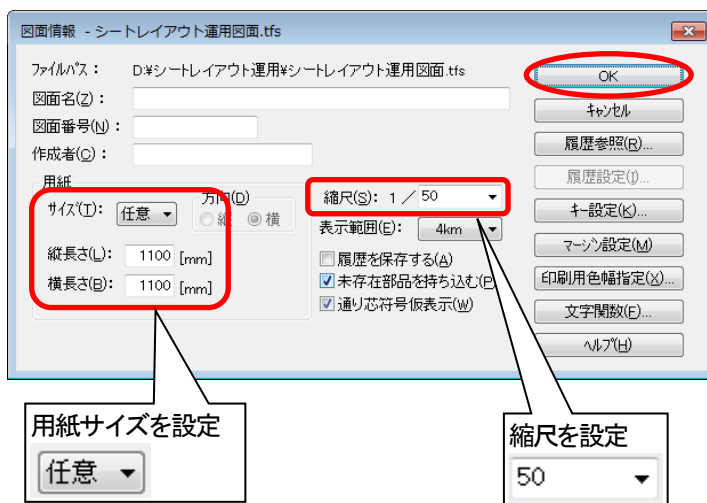 図面情報 - シートレイアウト運用図面.tfs
ファイルパス： D:¥シートレイアウト運用¥シートレイアウト運用図面.tfs
図面名(Z)：
図面番号(N)：
作成者(C)：
用紙
サイズ(T)： 任意
方向(D)
縦 横
縦長さ(L)： 1100 [mm]
横長さ(B)： 1100 [mm]
縮尺(S)： 1 ／ 50
表示範囲(E)： 4km
履歴を保存する(A)
未存在部品を持ち込む(P)
通り芯符号仮表示(W)
OK
キャンセル
履歴参照(R)...
履歴設定(I)...
キー設定(K)...
マージン設定(M)
印刷用色幅指定(X)...
文字関数(F)...
ヘルプ(H)
用紙サイズを設定
任意
縮尺を設定
50